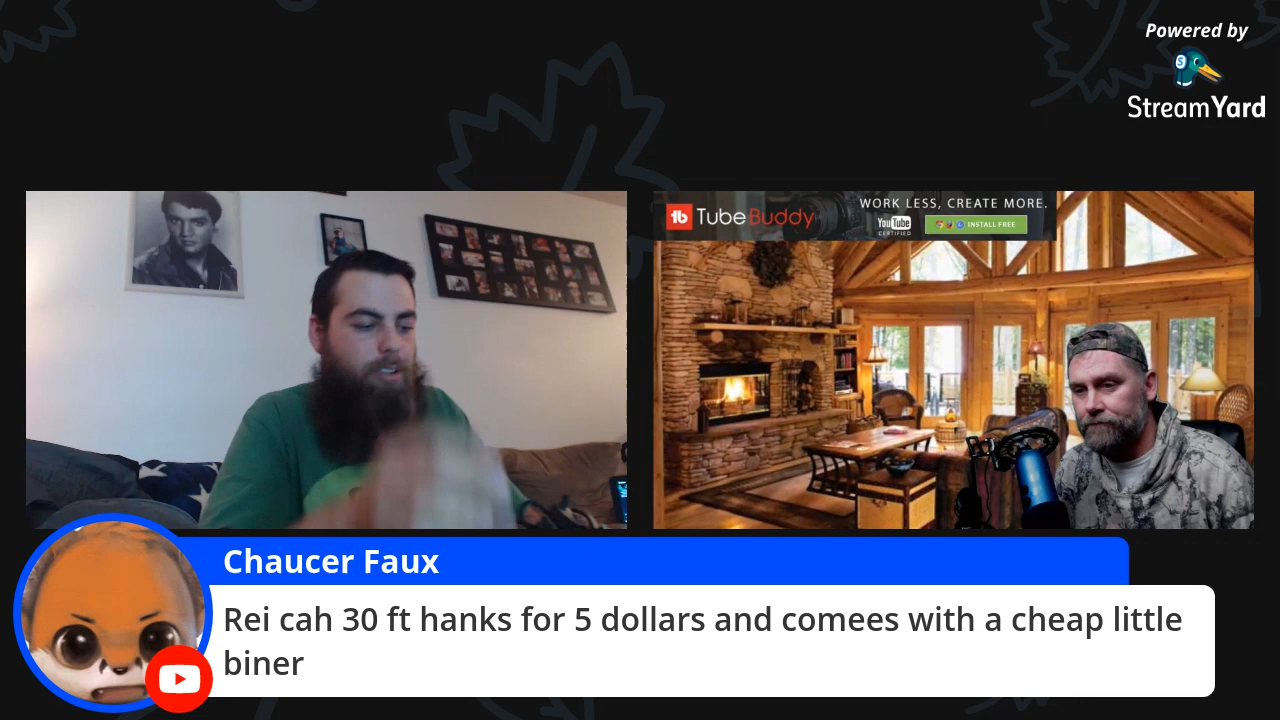 Powered by
StreamYard
TubeBuddy
WORK LESS, CREATE MORE.
YouTube
CERTIFIED
INSTALL FREE
Chaucer Faux
Rei cah 30 ft hanks for 5 dollars and comees with a cheap little
biner